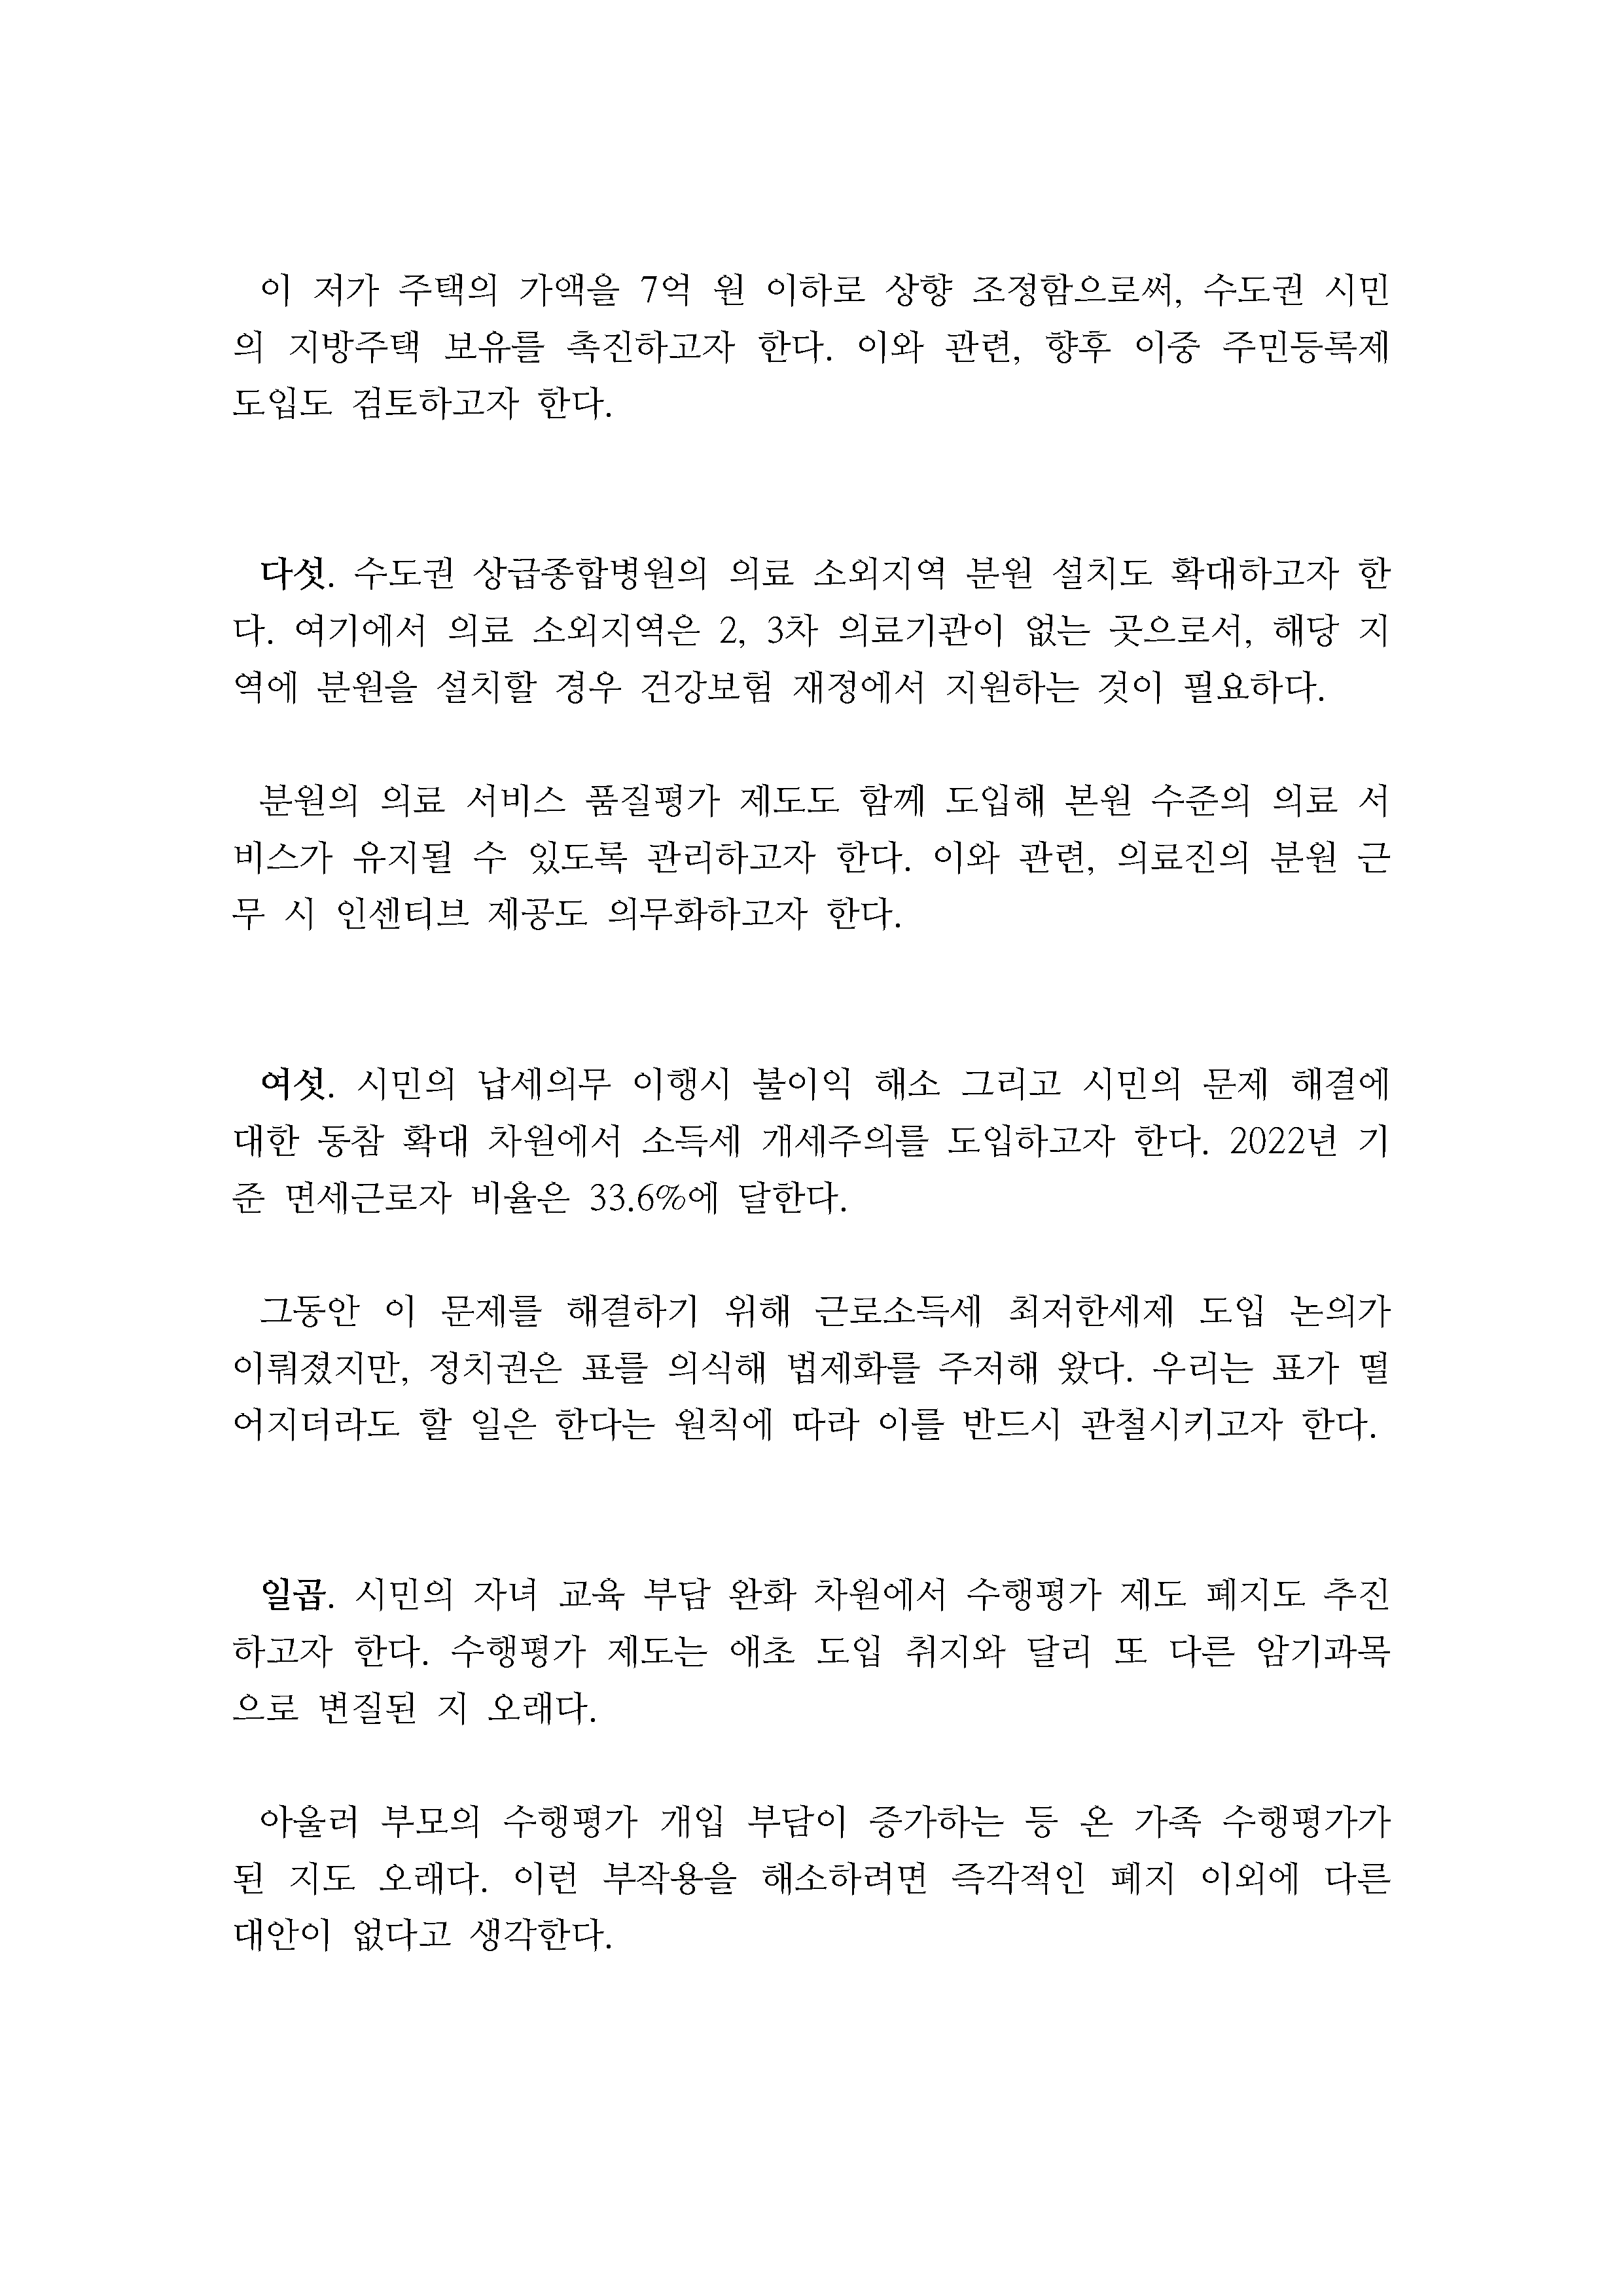 이 저가 주택의 가액을 7억 원 이하로 상향 조정함으로써, 수도권 시민
의 지방주택 보유를 촉진하고자 한다. 이와 관련, 향후 이중 주민등록제
도입도 검토하고자 한다.
다섯. 수도권 상급종합병원의 의료 소외지역 분원 설치도 확대하고자 한
다. 여기에서 의료 소외지역은 2, 3차 의료기관이 없는 곳으로서, 해당 지
역에 분원을 설치할 경우 건강보험 재정에서 지원하는 것이 필요하다.
분원의 의료 서비스 품질평가 제도도 함께 도입해 본원 수준의 의료 서
비스가 유지될 수 있도록 관리하고자 한다. 이와 관련, 의료진의 분원 근
무 시 인센티브 제공도 의무화하고자 한다.
여섯. 시민의 납세의무 이행시 불이익 해소 그리고 시민의 문제 해결에
대한 동참 확대 차원에서 소득세 개세주의를 도입하고자 한다. 2022년 기
준 면세근로자 비율은 33.6%에 달한다.
그동안 이 문제를 해결하기 위해 근로소득세 최저한세제 도입 논의가
이뤄졌지만, 정치권은 표를 의식해 법제화를 주저해 왔다. 우리는 표가 떨
어지더라도 할 일은 한다는 원칙에 따라 이를 반드시 관철시키고자 한다.
일곱. 시민의 자녀 교육 부담 완화 차원에서 수행평가 제도 폐지도 추진
하고자 한다. 수행평가 제도는 애초 도입 취지와 달리 또 다른 암기과목
으로 변질된 지 오래다.
아울러 부모의 수행평가 개입 부담이 증가하는 등 온 가족 수행평가가
된 지도 오래다. 이런 부작용을 해소하려면 즉각적인 폐지 이외에 다른
대안이 없다고 생각한다.